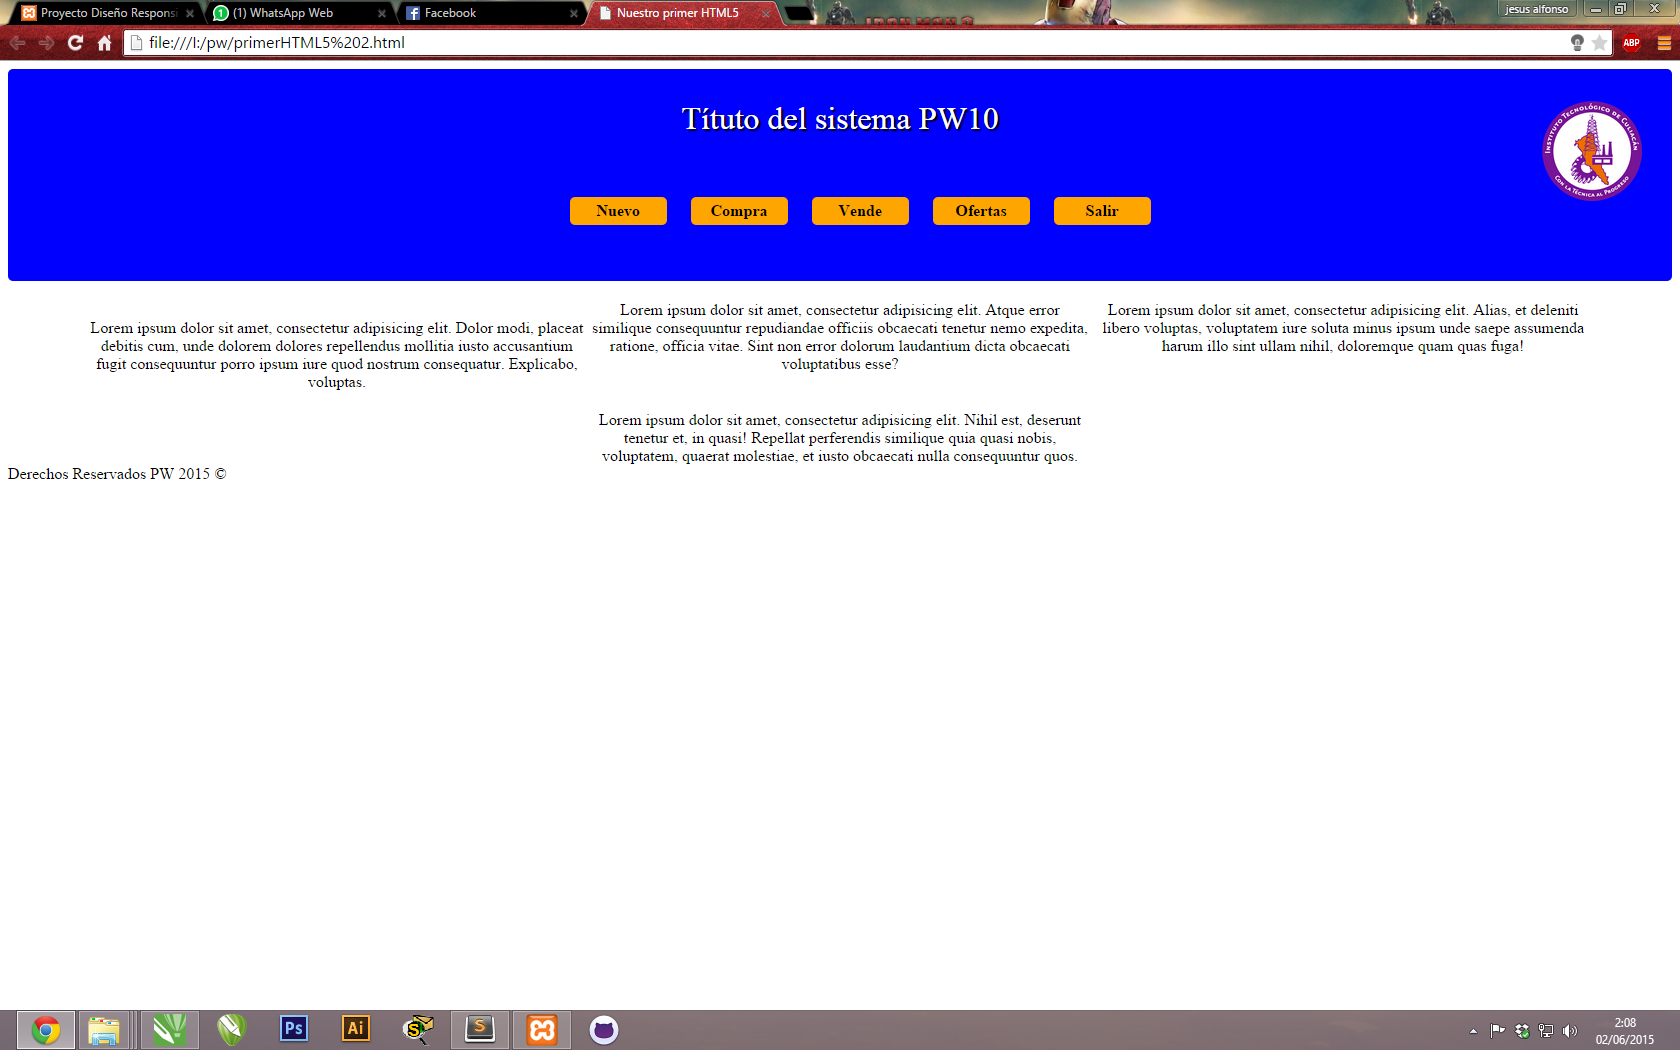 Proyecto Diseño Responsi
(1) WhatsApp Web
Facebook
Nuestro primer HTML5
IRON MAN 3
jesus alfonso
file:///I:/pw/primerHTML5%202.html
ABP
Títuto del sistema PW10
INSTITUTO TECNOLÓGICO DE CULIACÁN
CON LA TÉCNICA AL PROGRESO
Nuevo
Compra
Vende
Ofertas
Salir
Lorem ipsum dolor sit amet, consectetur adipisicing elit. Dolor modi, placeat
debitis cum, unde dolorem dolores repellendus mollitia iusto accusantium
fugit consequuntur porro ipsum iure quod nostrum consequatur. Explicabo,
voluptas.
Lorem ipsum dolor sit amet, consectetur adipisicing elit. Atque error
similique consequuntur repudiandae officiis obcaecati tenetur nemo expedita,
ratione, officia vitae. Sint non error dolorum laudantium dicta obcaecati
voluptatibus esse?
Lorem ipsum dolor sit amet, consectetur adipisicing elit. Alias, et deleniti
libero voluptas, voluptatem iure soluta minus ipsum unde saepe assumenda
harum illo sint ullam nihil, doloremque quam quas fuga!
Lorem ipsum dolor sit amet, consectetur adipisicing elit. Nihil est, deserunt
tenetur et, in quasi! Repellat perferendis similique quia quasi nobis,
voluptatem, quaerat molestiae, et iusto obcaecati nulla consequuntur quos.
Derechos Reservados PW 2015 ©
Ps
Ai
S
S
2:08
02/06/2015